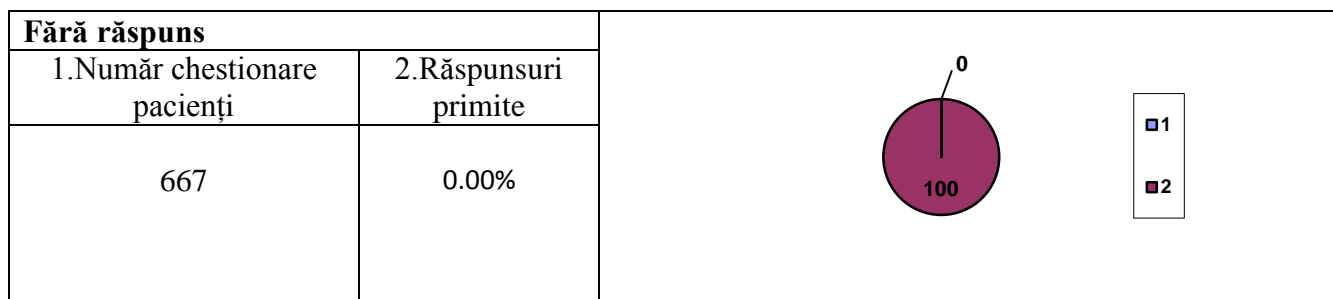 Fără răspuns
1.Număr chestionare
pacienți
2.Răspunsuri
primite
667
0.00%
0
100
1
2